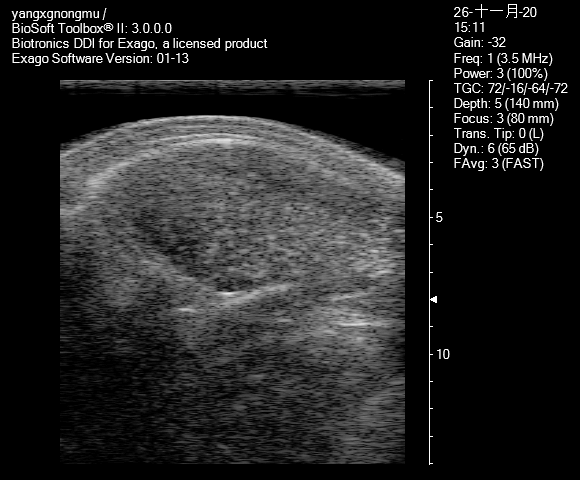 yangxgnongmu /
BioSoft Toolbox® II: 3.0.0.0
Biotronics DDI for Exago, a licensed product
Exago Software Version: 01-13
26-十一月-20
15:11
Gain: -32
Freq: 1 (3.5 MHz)
Power: 3 (100%)
TGC: 72/-16/-64/-72
Depth: 5 (140 mm)
Focus: 3 (80 mm)
Trans. Tip: 0 (L)
Dyn.: 6 (65 dB)
FAvg: 3 (FAST)
5
10